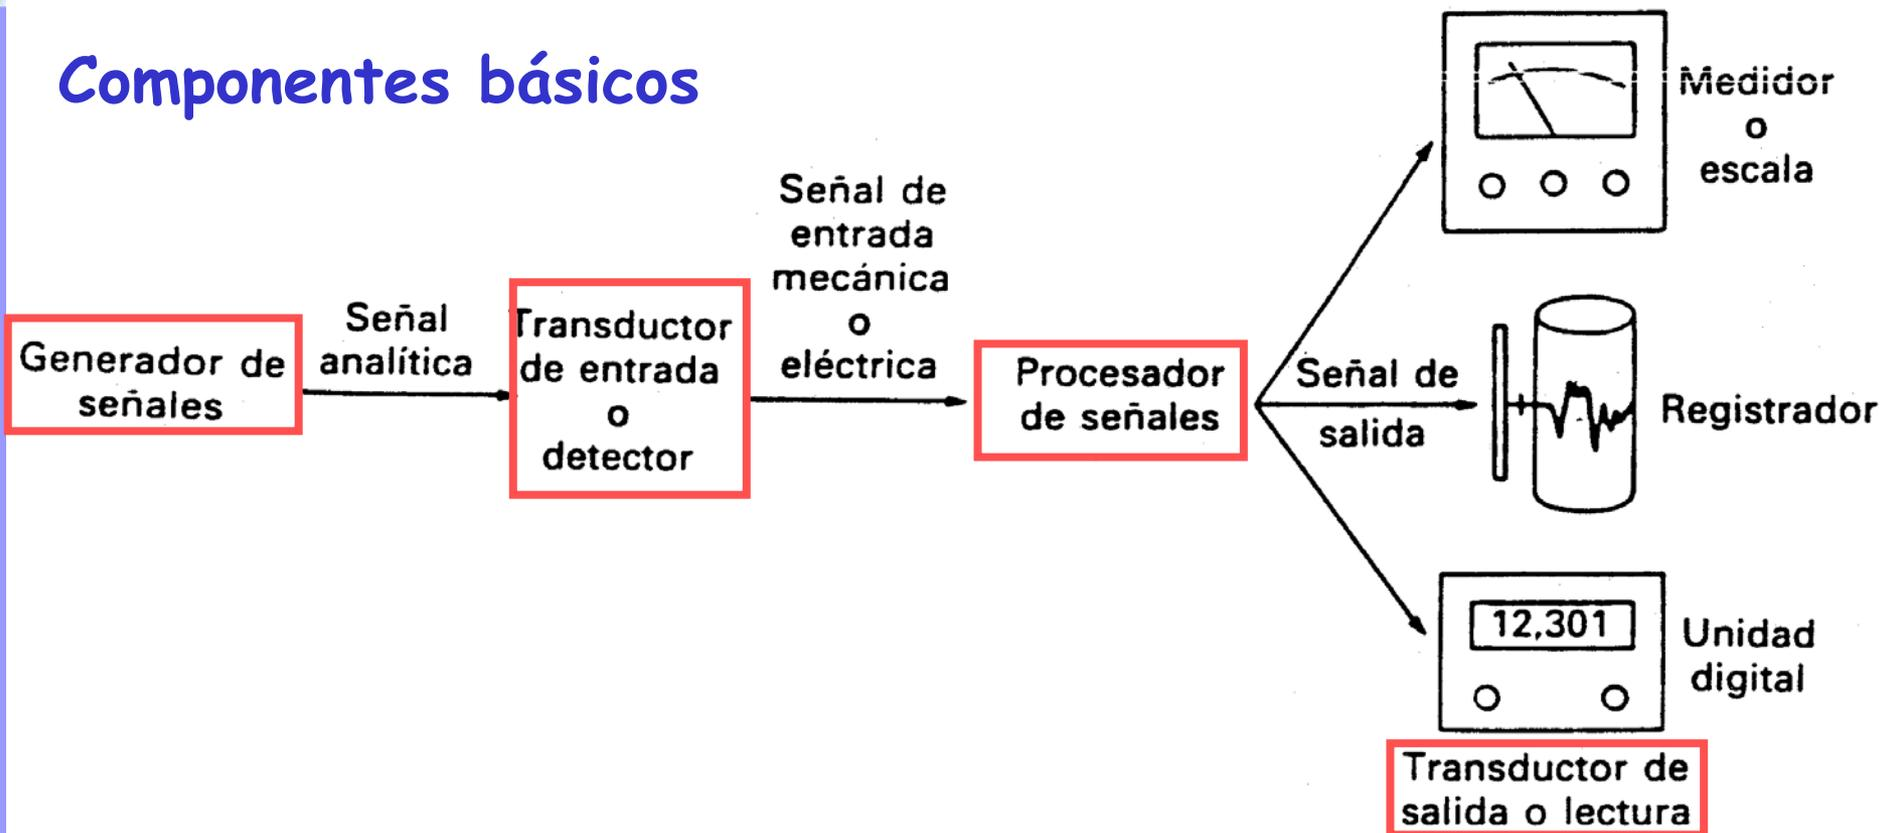 Componentes básicos
Generador de
señales
Señal
analítica
Transductor
de entrada
o
detector
Señal de
entrada
mecánica
o
eléctrica
Procesador
de señales
Señal de
salida
Medidor
o
escala
Registrador
12,301
Unidad
digital
Transductor de
salida o lectura